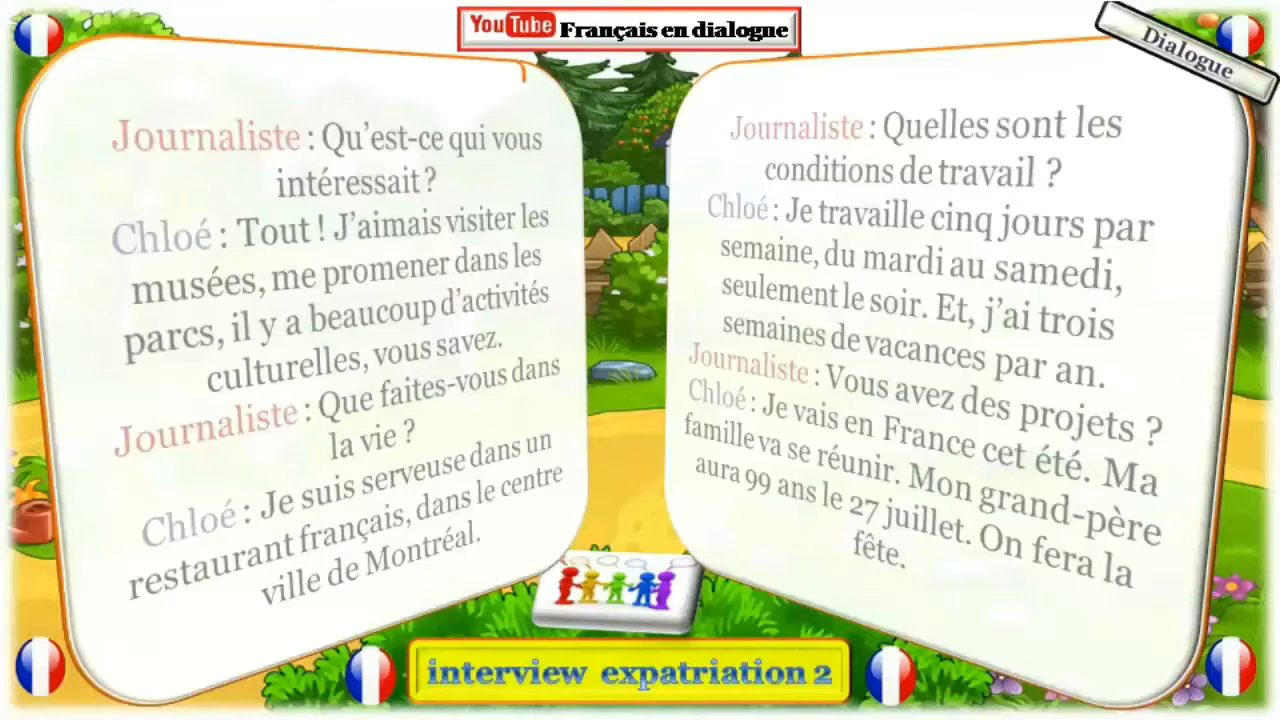 YouTube Français en dialogue
Dialogue
Journaliste : Qu'est-ce qui vous
intéressait ?
Chloé : Tout ! J'aimais visiter les
musées, me promener dans les
parcs, il y a beaucoup d'activités
culturelles, vous savez.
Journaliste : Que faites-vous dans
la vie ?
Chloé : Je suis serveuse dans un
restaurant français, dans le centre
ville de Montréal.
Journaliste : Quelles sont les
conditions de travail ?
Chloé : Je travaille cinq jours par
semaine, du mardi au samedi,
seulement le soir. Et, j'ai trois
semaines de vacances par an.
Journaliste : Vous avez des projets ?
Chloé : Je vais en France cet été. Ma
famille va se réunir. Mon grand-père
aura 99 ans le 27 juillet. On fera la
fête.
interview expatriation 2